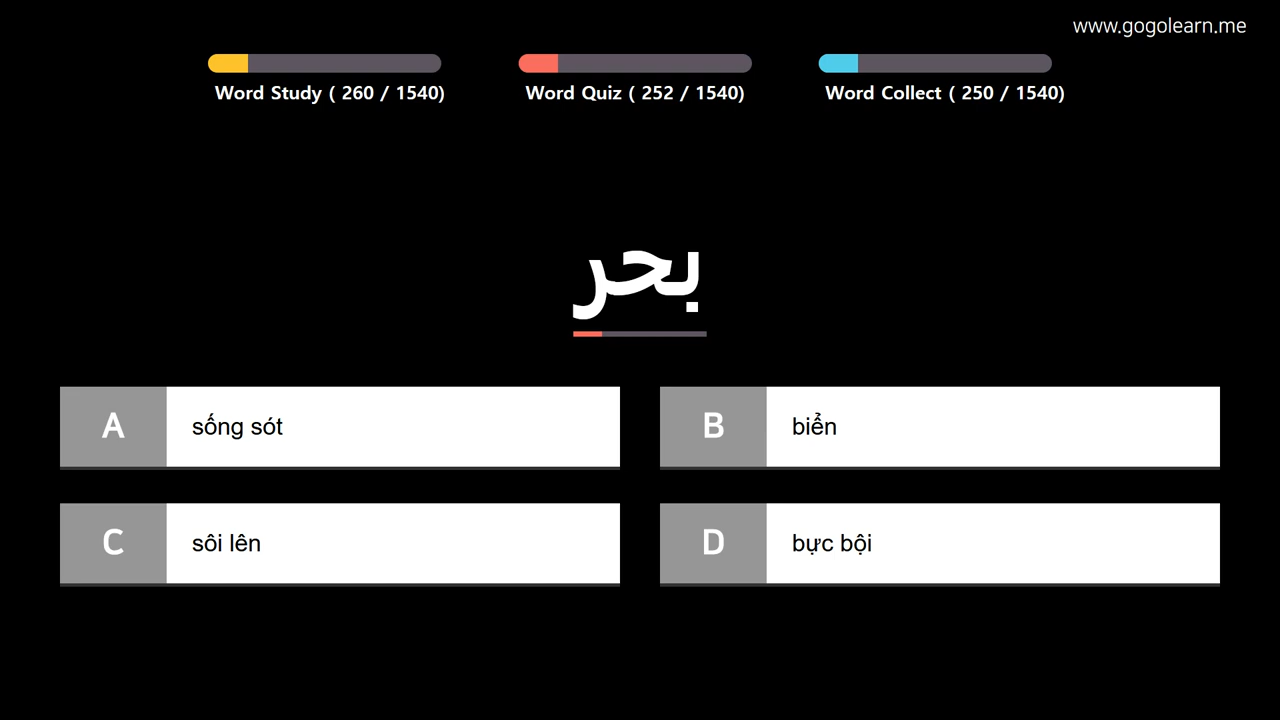 www.gogolearn.me
Word Study ( 260 / 1540)
Word Quiz ( 252 / 1540)
Word Collect ( 250 / 1540)
بحر
A
sống sót
B
biển
C
sôi lên
D
bực bội